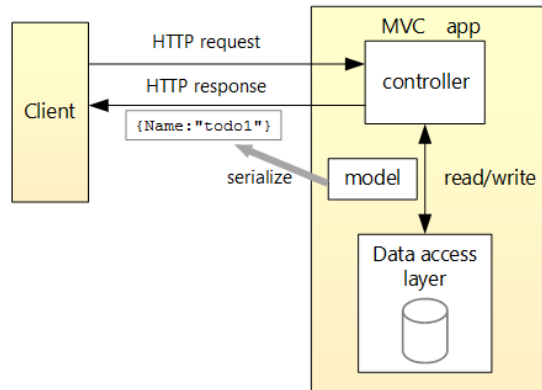 MVC app
HTTP request
controller
HTTP response
Client
{Name:"todo1"}
serialize
model
read/write
Data access
layer